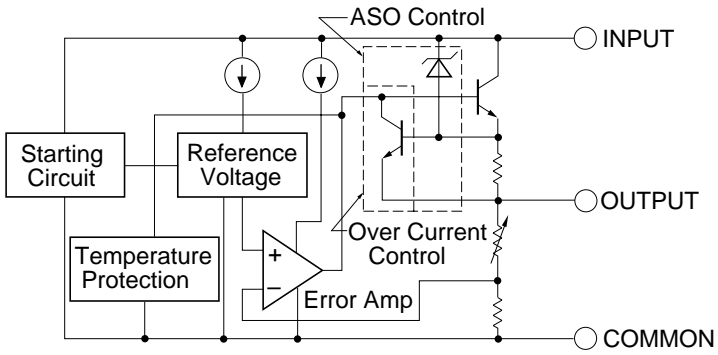 ASO Control
INPUT
Starting
Circuit
Reference
Voltage
OUTPUT
Temperature
Protection
Over Current
Control
+
−
Error Amp
COMMON